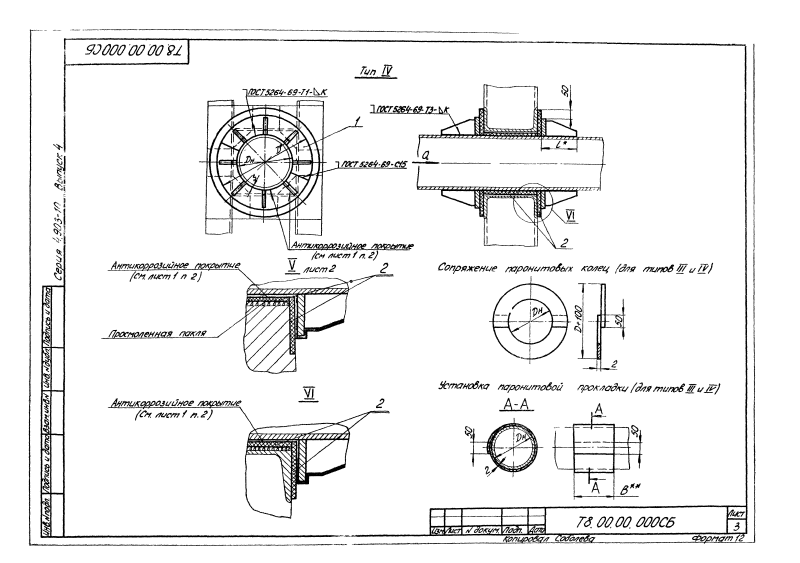 Т8.00.00.000СБ
Тип IV
ГОСТ 5264-69-Т1-◺К
1
Dн
ГОСТ 5264-69-С15
Антикоррозийное покрытие
(см лист 1 п. 2)
ГОСТ 5264-69-Т3-◺К
50
L*
а
VI
2
Серия 4.903-10 Выпуск 4
V лист 2
2
Антикоррозийное покрытие
(см. лист 1 п. 2)
Просмоленная пакля
VI
2
Антикоррозийное покрытие
(См. лист 1 п. 2)
Сопряжение паронитовых колец (для типов III и IV)
Dн
D+100
50
2
Установка паронитовой прокладки (для типов III и IV)
А-А
50
Dн
2
А
А
50
В**
Инв.№подл. Подпись и дата Взам.инв.№ Инв.№дубл. Подпись и дата
Изм Лист № докум. Подп. Дата
Т8.00.00.000СБ
Лист
3
Копировал Соболева
Формат 12